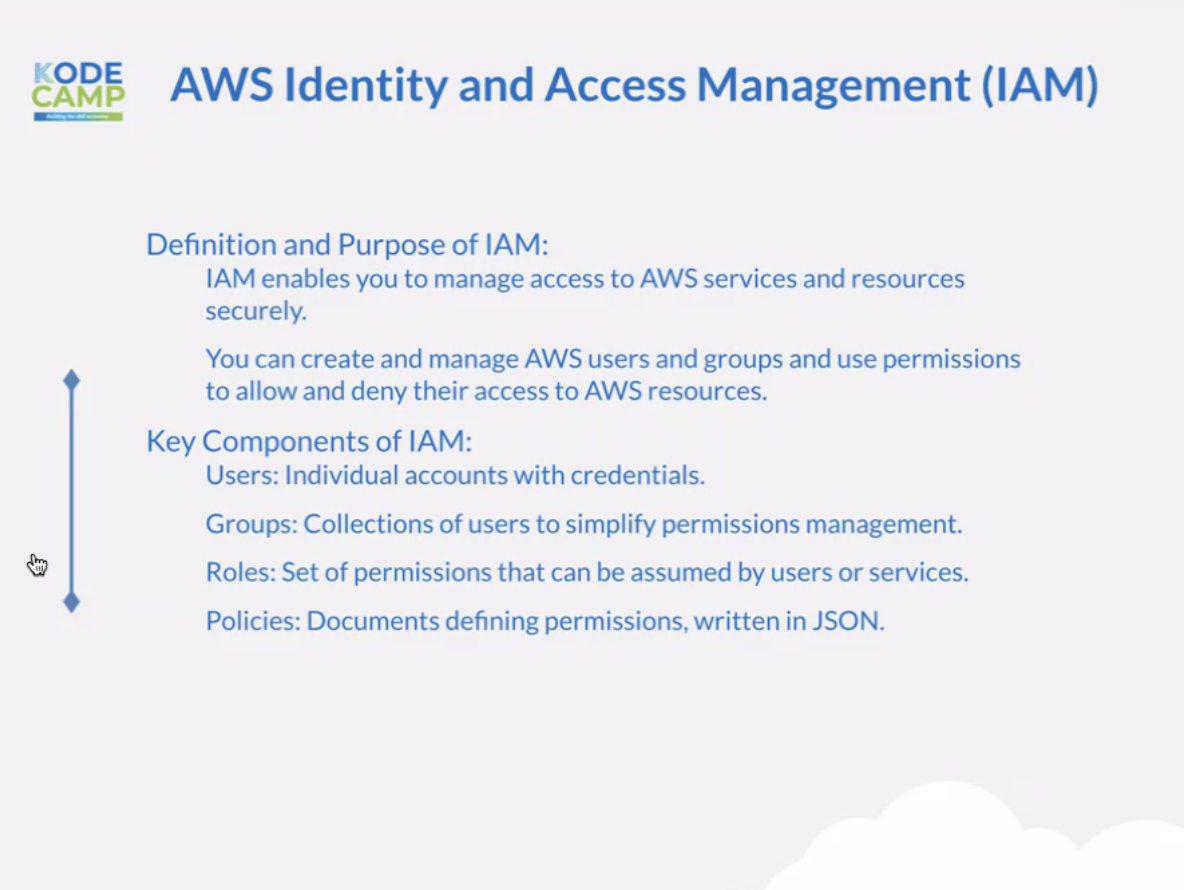 KODE
CAMP
Building the skill economy
AWS Identity and Access Management (IAM)
Definition and Purpose of IAM:
IAM enables you to manage access to AWS services and resources
securely.
You can create and manage AWS users and groups and use permissions
to allow and deny their access to AWS resources.
Key Components of IAM:
Users: Individual accounts with credentials.
Groups: Collections of users to simplify permissions management.
Roles: Set of permissions that can be assumed by users or services.
Policies: Documents defining permissions, written in JSON.